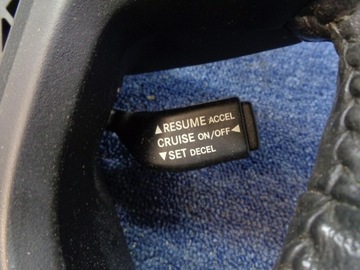 ▲RESUME ACCEL
CRUISE ON/OFF◄
▼SET DECEL